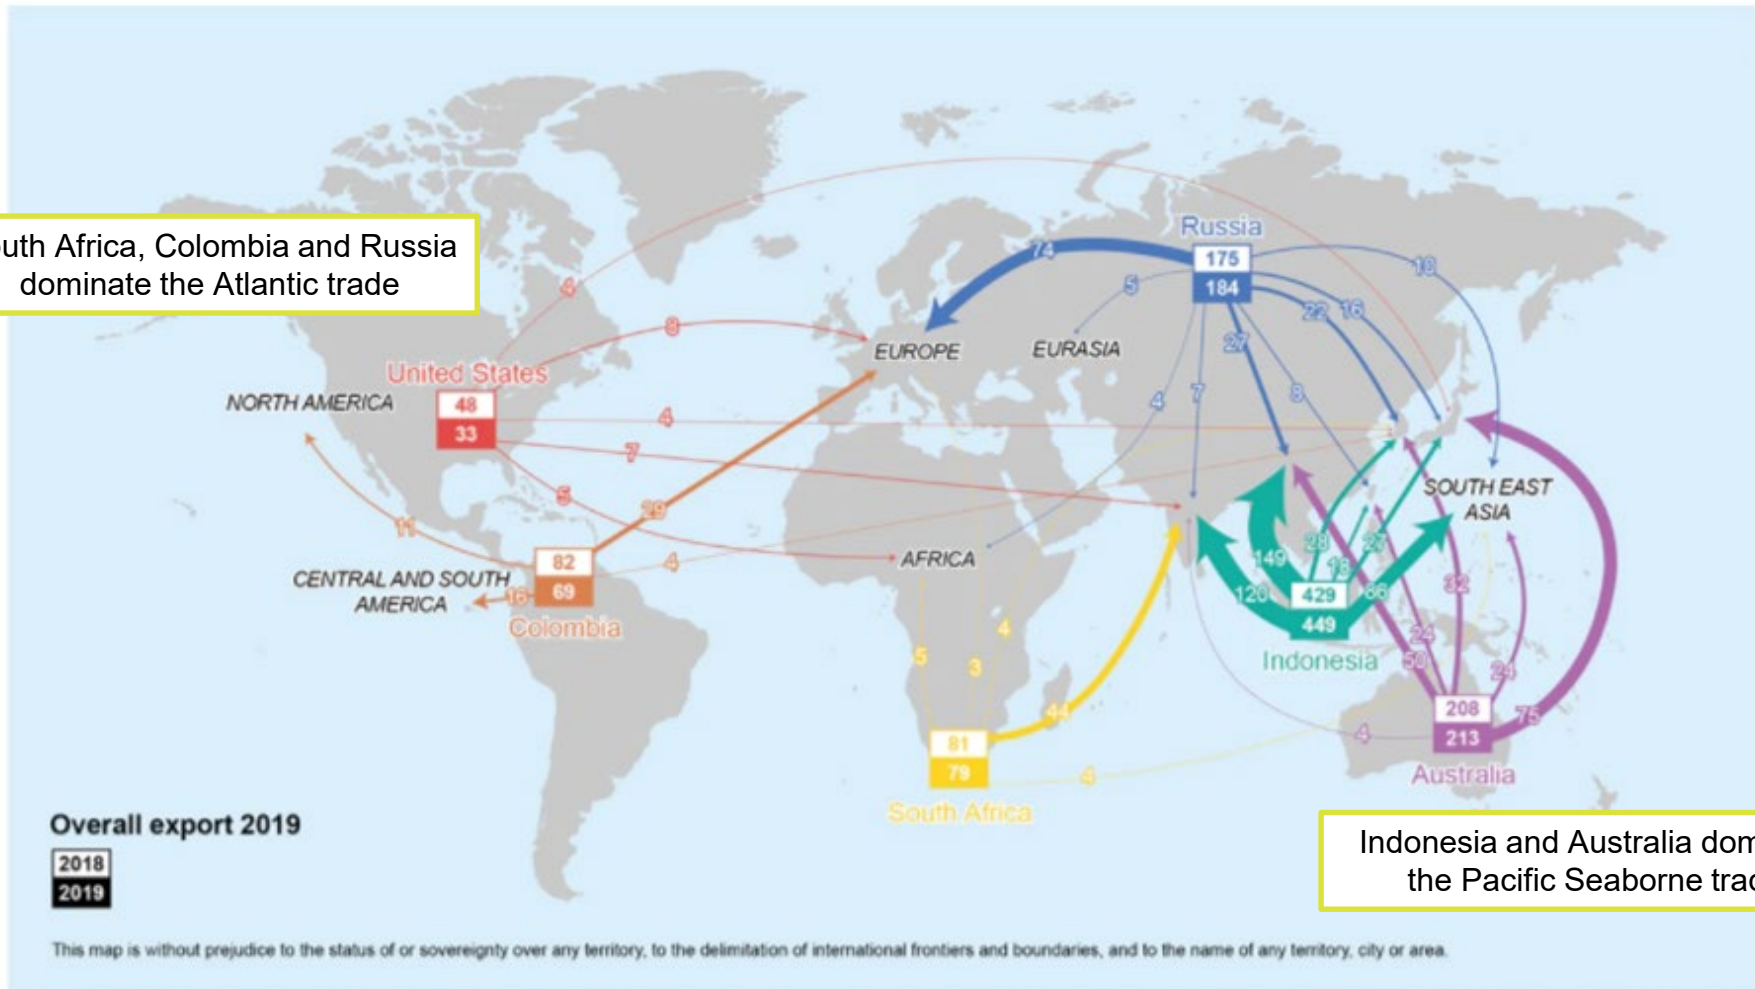 Russia
175
184
74
5
10
22
16
27
4
7
8
4
8
EUROPE
EURASIA
uth Africa, Colombia and Russia
dominate the Atlantic trade
United States
48
33
NORTH AMERICA
4
7
5
29
11
4
82
69
16
Colombia
CENTRAL AND SOUTH
AMERICA
AFRICA
SOUTH EAST
ASIA
149
28
27
120
86
429
449
Indonesia
32
24
50
24
75
4
208
213
Australia
5
3
4
44
4
81
79
South Africa
Overall export 2019
2018
2019
Indonesia and Australia dom
the Pacific Seaborne tra
This map is without prejudice to the status of or sovereignty over any territory, to the delimitation of international frontiers and boundaries, and to the name of any territory, city or area.